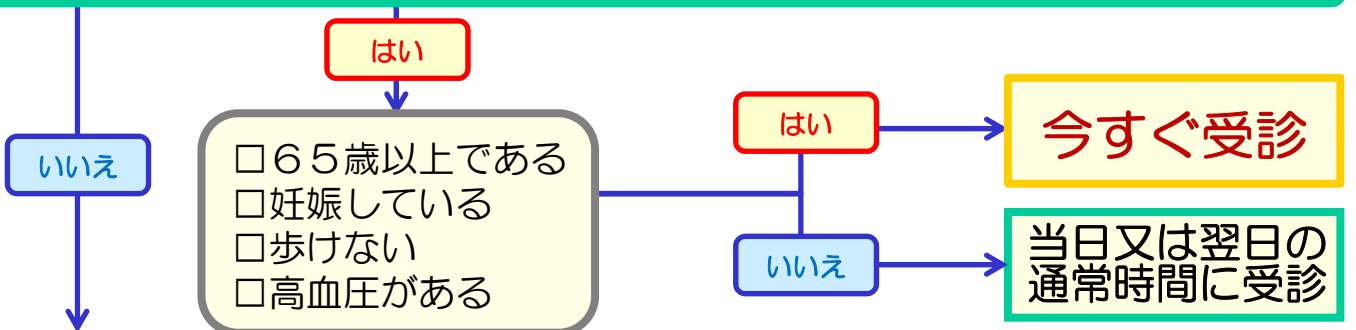 はい
いいえ
□６５歳以上である
□妊娠している
□歩けない
□高血圧がある
はい
今すぐ受診
いいえ
当日又は翌日の
通常時間に受診